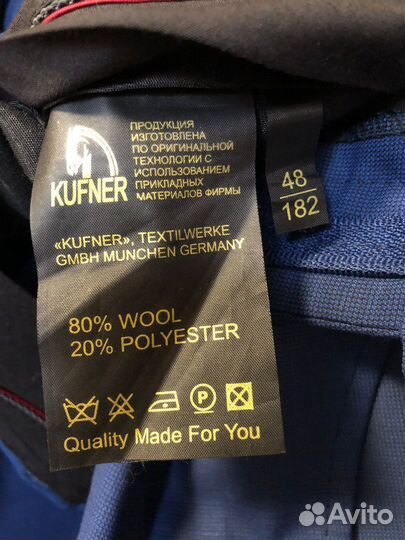 ПРОДУКЦИЯ
ИЗГОТОВЛЕНА
ПО ОРИГИНАЛЬНОЙ
ТЕХНОЛОГИИ С
ИСПОЛЬЗОВАНИЕМ
ПРИКЛАДНЫХ
МАТЕРИАЛОВ ФИРМЫ
KUFNER
48
182
«KUFNER», TEXTILWERKE
GMBH MUNCHEN GERMANY
80% WOOL
20% POLYESTER
P
Quality Made For You
Avito